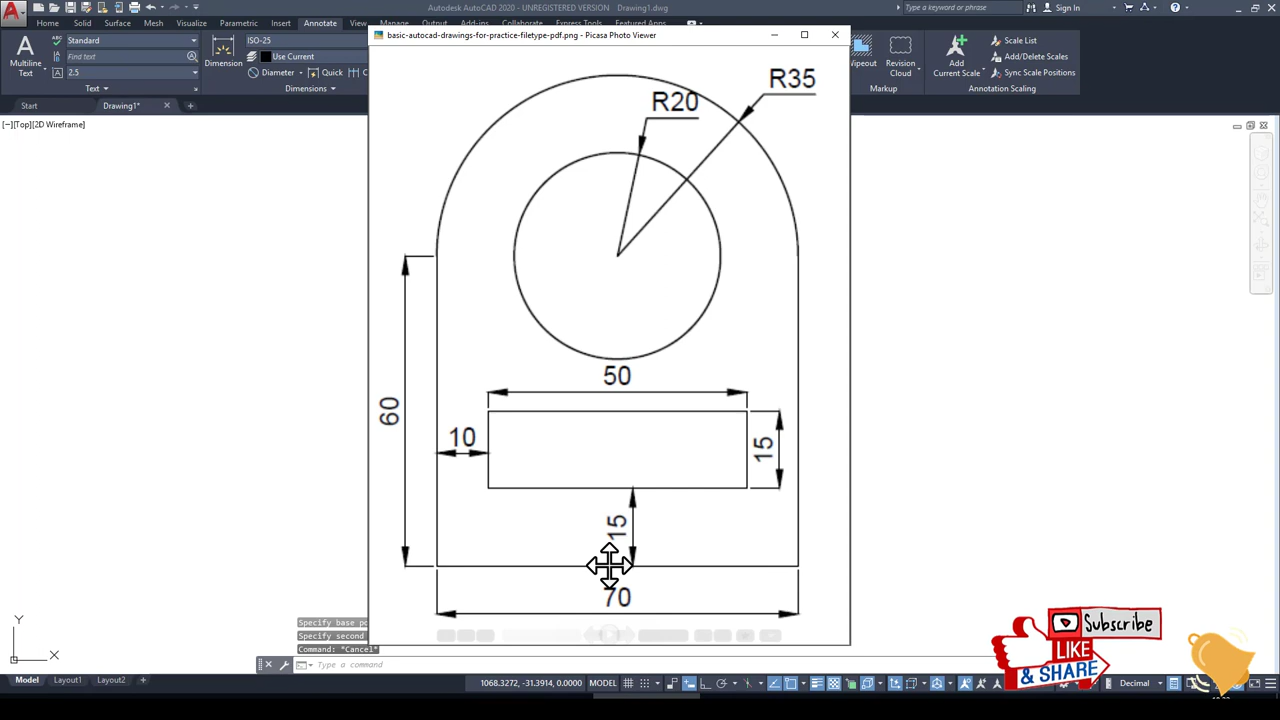 Autodesk AutoCAD 2020 - UNREGISTERED VERSION Drawing1.dwg
Type a keyword or phrase
Sign In
Home Solid Surface Mesh Visualize Parametric Insert Annotate View Manage Output Add-ins Collaborate Express Tools Featured Apps
basic-autocad-drawings-for-practice-filetype-pdf.png - Picasa Photo Viewer
Multiline
Text
Standard
Find text
2.5
Text
Dimension
ISO-25
Use Current
Diameter
Quick
Dimensions
Wipeout
Revision
Cloud
Markup
Add
Current Scale
Scale List
Add/Delete Scales
Sync Scale Positions
Annotation Scaling
Start
Drawing1*
[−][Top][2D Wireframe]
R35
R20
50
60
10
15
15
70
Y
X
Specify base po
Specify second
Command: *Cancel*
Type a command
Subscribe
LIKE
& SHARE
Model
Layout1
Layout2
1068.3272, -31.3914, 0.0000
MODEL
Decimal